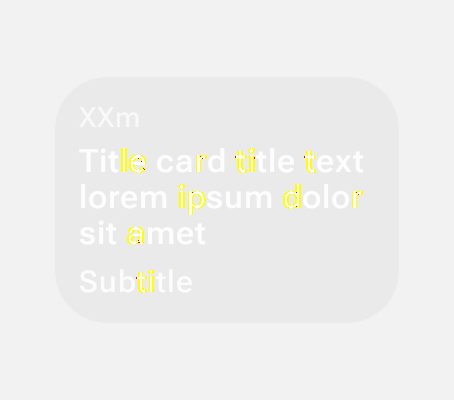 XXm
Title card title text
lorem ipsum dolor
sit amet
Subtitle